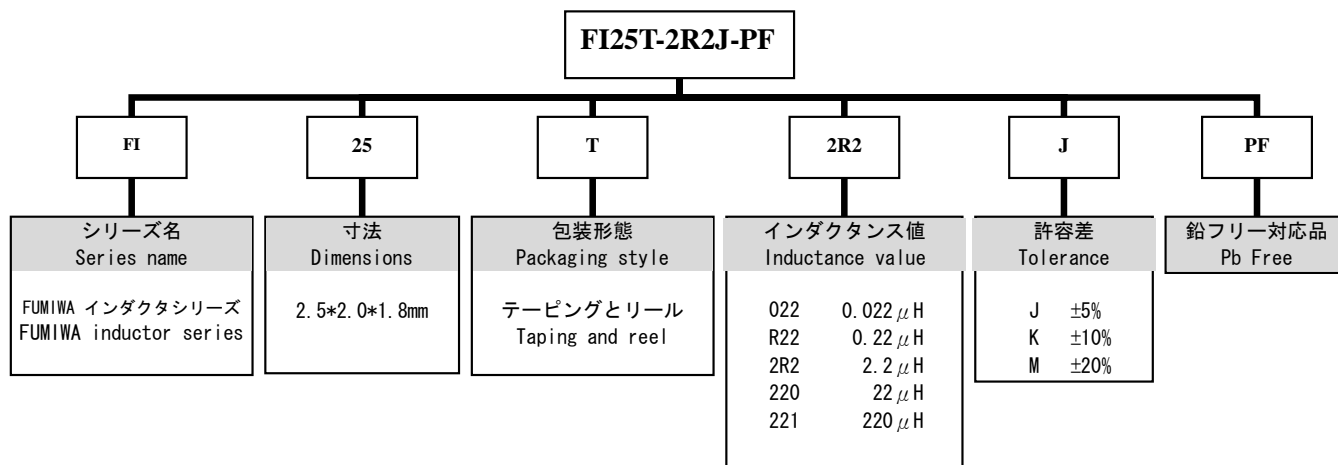 FI25T-2R2J-PF
FI
25
T
2R2
J
PF
シリーズ名
Series name
FUMIWA インダクタシリーズ
FUMIWA inductor series
寸法
Dimensions
2.5*2.0*1.8mm
包装形態
Packaging style
テーピングとリール
Taping and reel
インダクタンス値
Inductance value
022 0.022μH
R22 0.22μH
2R2 2.2μH
220 22μH
221 220μH
許容差
Tolerance
J ±5%
K ±10%
M ±20%
鉛フリー対応品
Pb Free